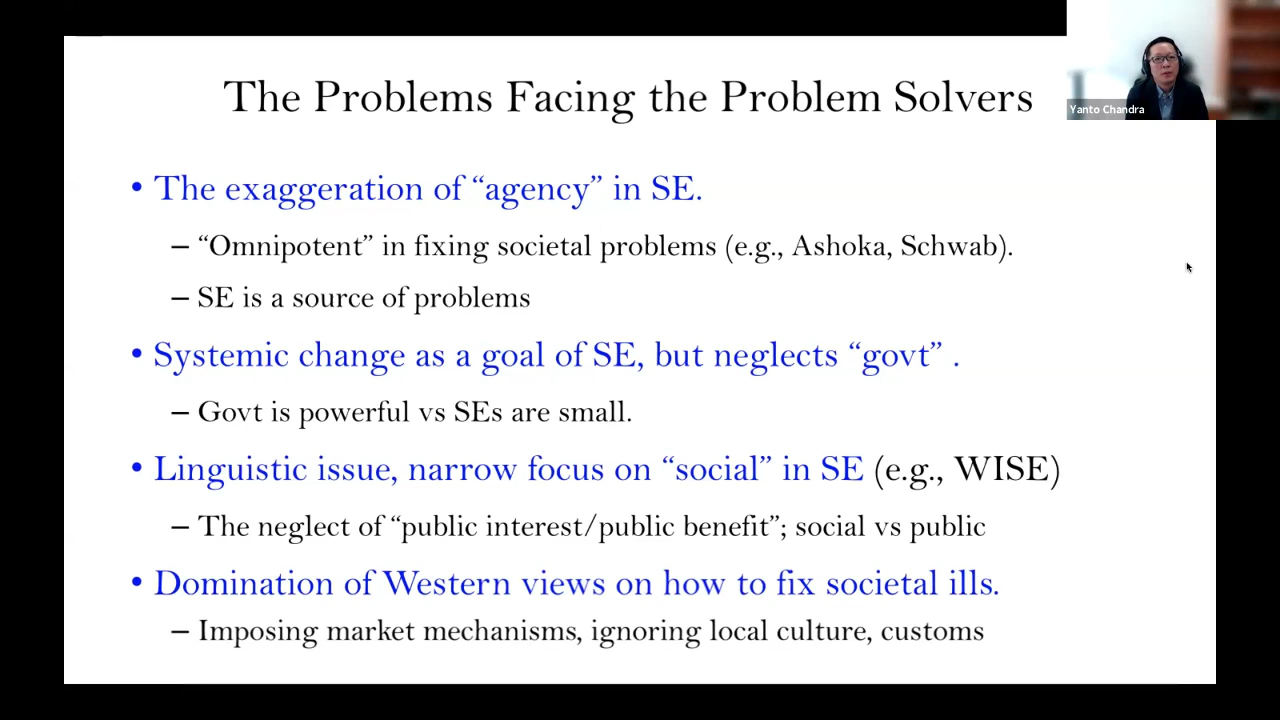 The Problems Facing the Problem Solvers
Yanto Chandra
• The exaggeration of “agency” in SE.
– “Omnipotent” in fixing societal problems (e.g., Ashoka, Schwab).
– SE is a source of problems
• Systemic change as a goal of SE, but neglects “govt” .
– Govt is powerful vs SEs are small.
• Linguistic issue, narrow focus on “social” in SE (e.g., WISE)
– The neglect of “public interest/public benefit”; social vs public
• Domination of Western views on how to fix societal ills.
– Imposing market mechanisms, ignoring local culture, customs